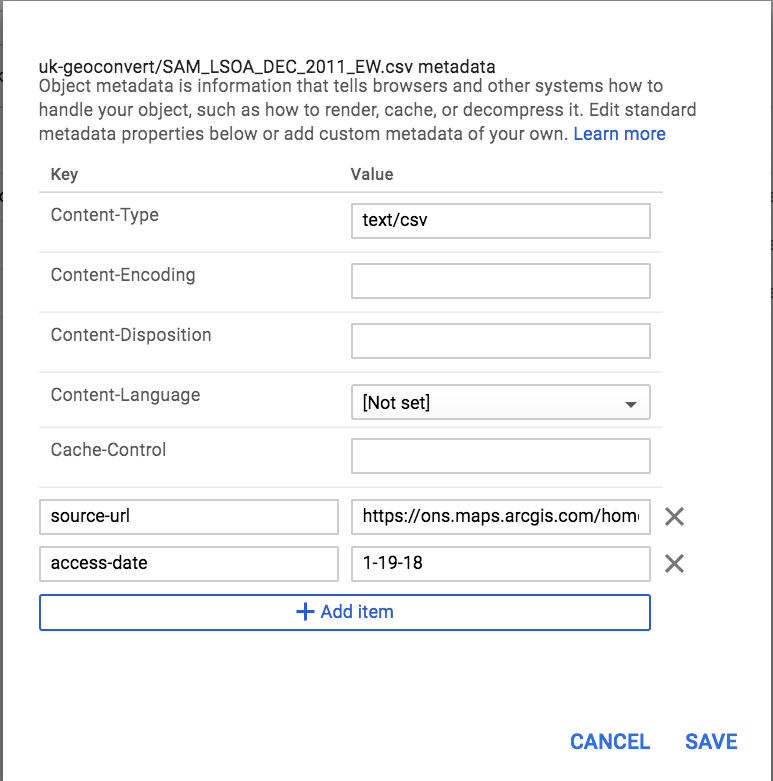 uk-geoconvert/SAM_LSOA_DEC_2011_EW.csv metadata
Object metadata is information that tells browsers and other systems how to
handle your object, such as how to render, cache, or decompress it. Edit standard
metadata properties below or add custom metadata of your own. Learn more
Key Value
Content-Type text/csv
Content-Encoding
Content-Disposition
Content-Language [Not set]
Cache-Control
source-url https://ons.maps.arcgis.com/home
access-date 1-19-18
+ Add item
CANCEL SAVE